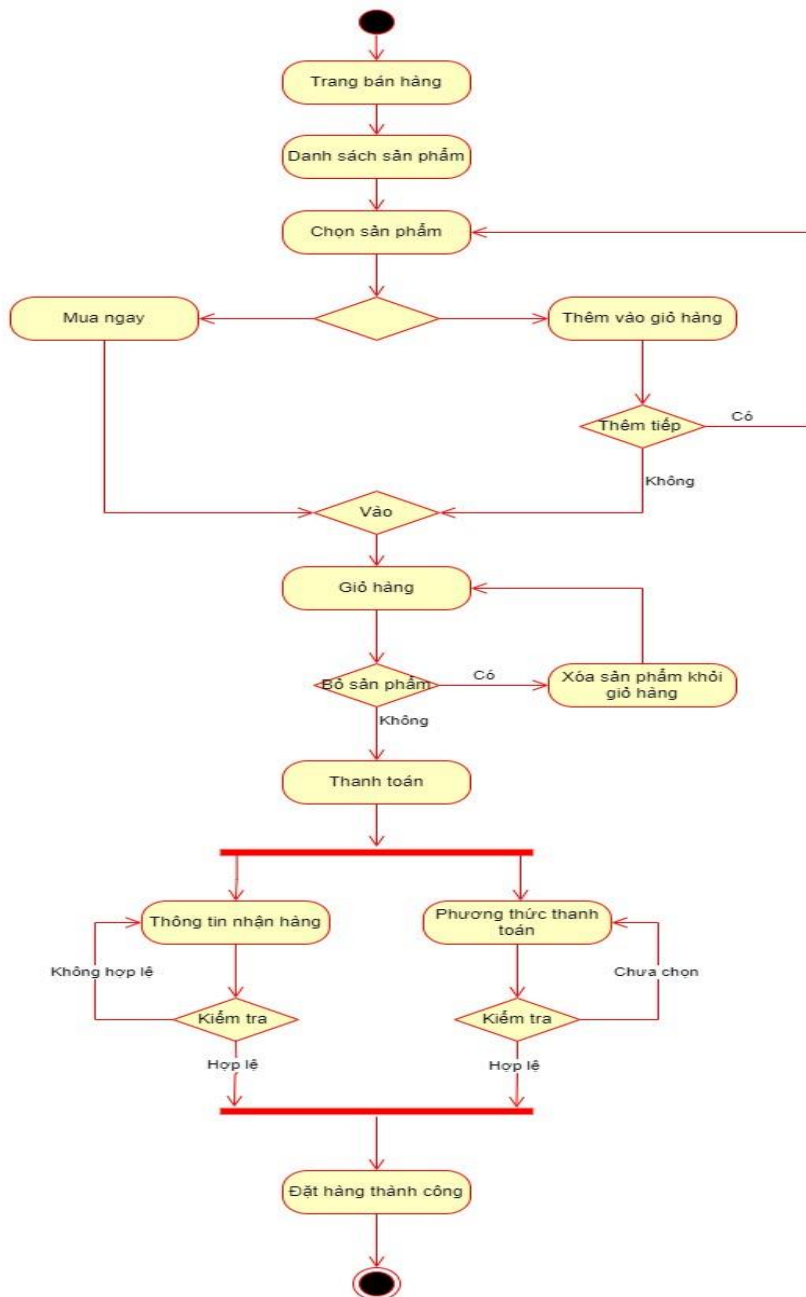 Trang bán hàng
Danh sách sản phẩm
Chọn sản phẩm
Mua ngay
Thêm vào giỏ hàng
Thêm tiếp
Có
Không
Vào
Giỏ hàng
Bỏ sản phẩm
Có
Xóa sản phẩm khỏi
giỏ hàng
Không
Thanh toán
Thông tin nhận hàng
Phương thức thanh
toán
Không hợp lệ
Chưa chọn
Kiểm tra
Kiểm tra
Hợp lệ
Hợp lệ
Đặt hàng thành công